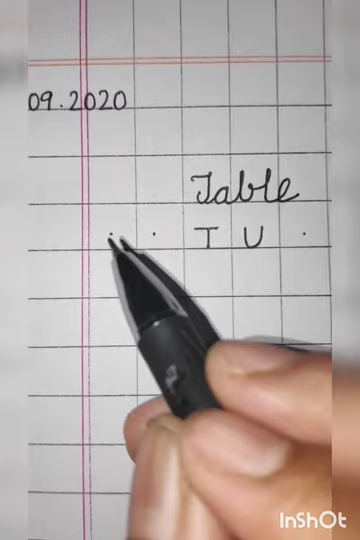 09.2020
Table
. . T U .
InShOt